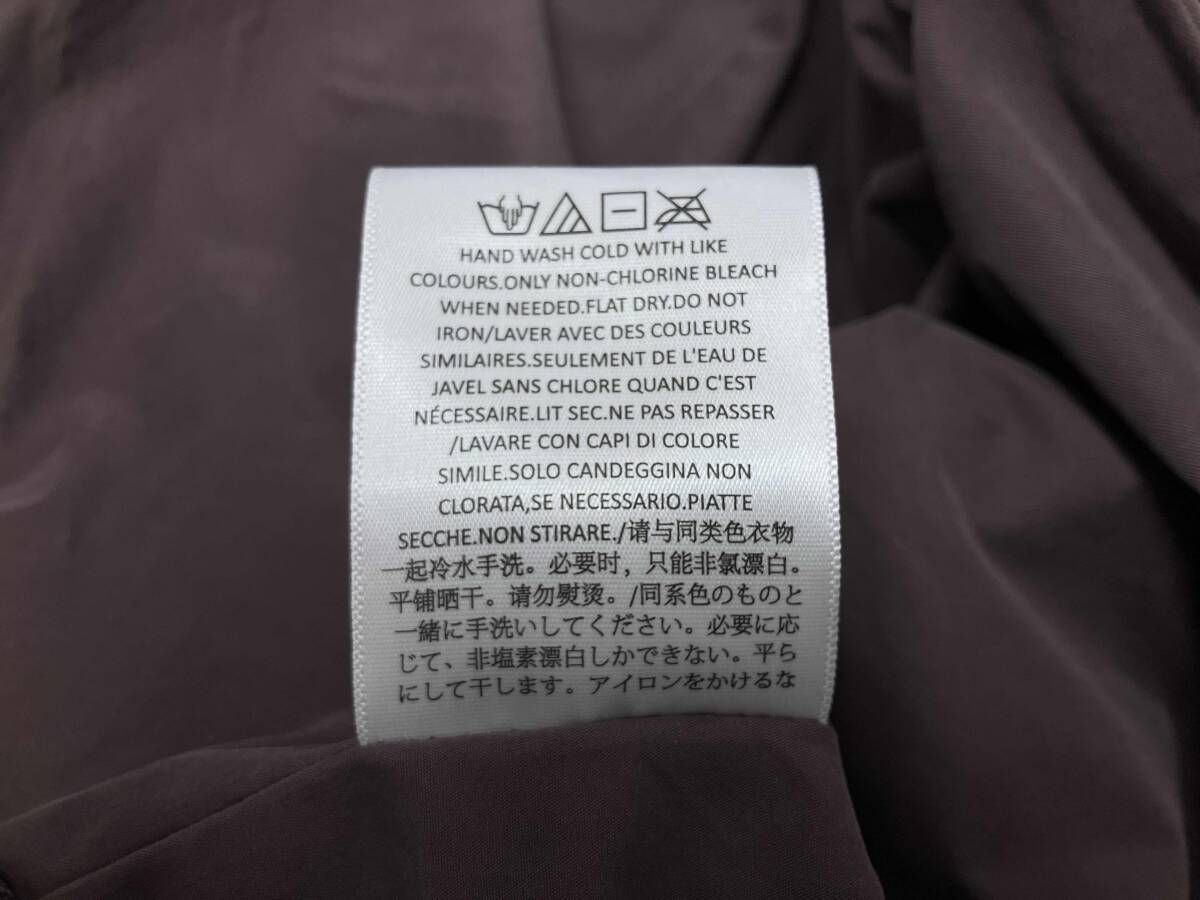 HAND WASH COLD WITH LIKE
COLOURS.ONLY NON-CHLORINE BLEACH
WHEN NEEDED.FLAT DRY.DO NOT
IRON/LAVER AVEC DES COULEURS
SIMILAIRES.SEULEMENT DE L'EAU DE
JAVEL SANS CHLORE QUAND C'EST
NÉCESSAIRE.LIT SEC.NE PAS REPASSER
/LAVARE CON CAPI DI COLORE
SIMILE.SOLO CANDEGGINA NON
CLORATA,SE NECESSARIO.PIATTE
SECCHE.NON STIRARE./请与同类色衣物
一起冷水手洗。必要时，只能非氯漂白。
平铺晒干。请勿熨烫。/同系色のものと
一緒に手洗いしてください。必要に応
じて、非塩素漂白しかできない。平ら
にして干します。アイロンをかけるな